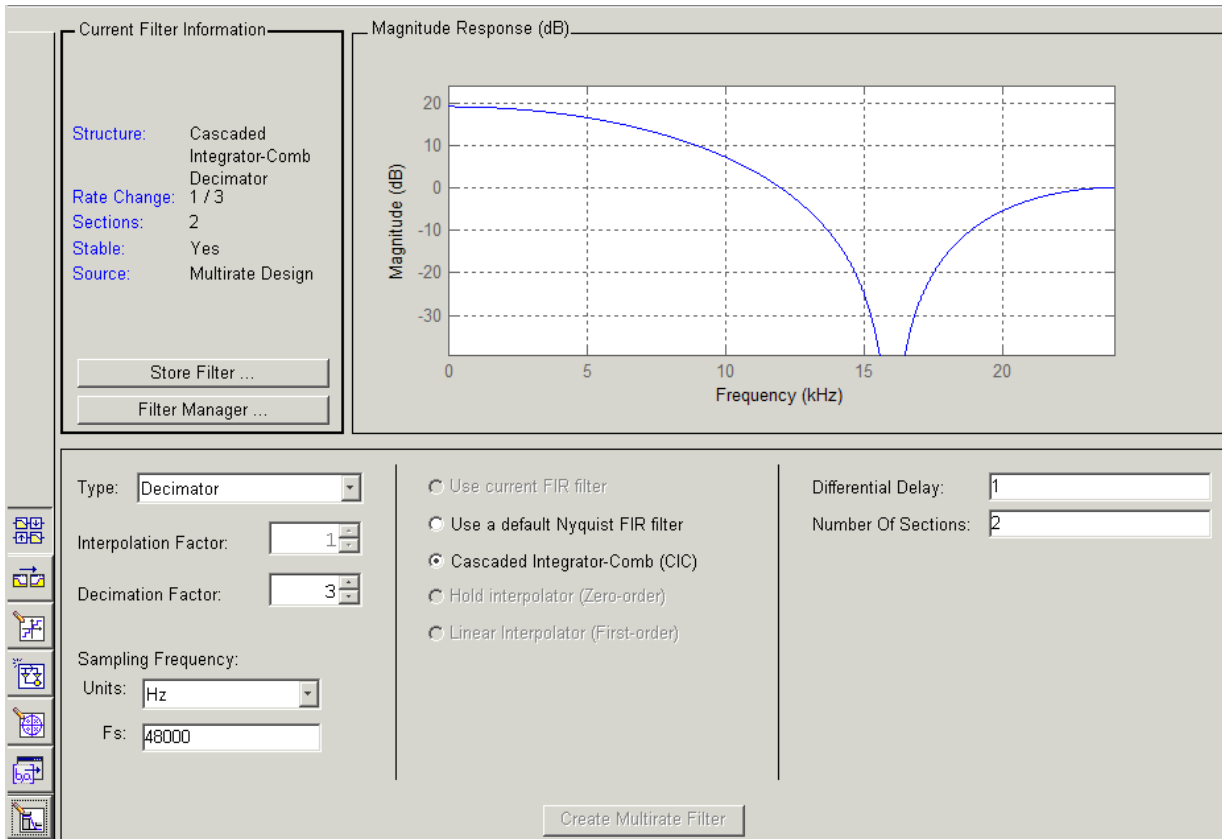 Current Filter Information
Structure: Cascaded
Integrator-Comb
Decimator
Rate Change: 1 / 3
Sections: 2
Stable: Yes
Source: Multirate Design
Store Filter ...
Filter Manager ...
Magnitude Response (dB)
20
10
0
-10
-20
-30
Magnitude (dB)
0 5 10 15 20
Frequency (kHz)
Type: Decimator
Interpolation Factor: 1
Decimation Factor: 3
Sampling Frequency:
Units: Hz
Fs: 48000
Use current FIR filter
Use a default Nyquist FIR filter
Cascaded Integrator-Comb (CIC)
Hold interpolator (Zero-order)
Linear Interpolator (First-order)
Differential Delay: 1
Number Of Sections: 2
Create Multirate Filter
[b,a]